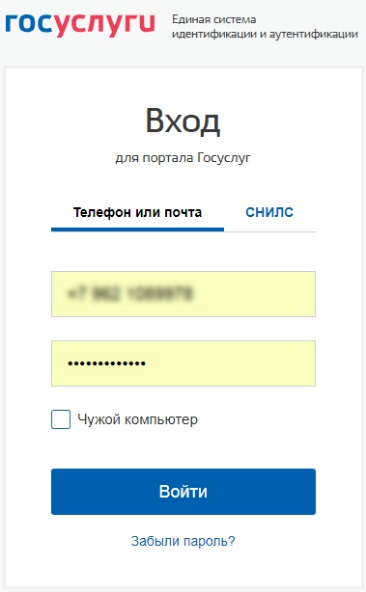 госуслуги
Единая система
идентификации и аутентификации
Вход
для портала Госуслуг
Телефон или почта
СНИЛС
•••••••••••••
Чужой компьютер
Войти
Забыли пароль?